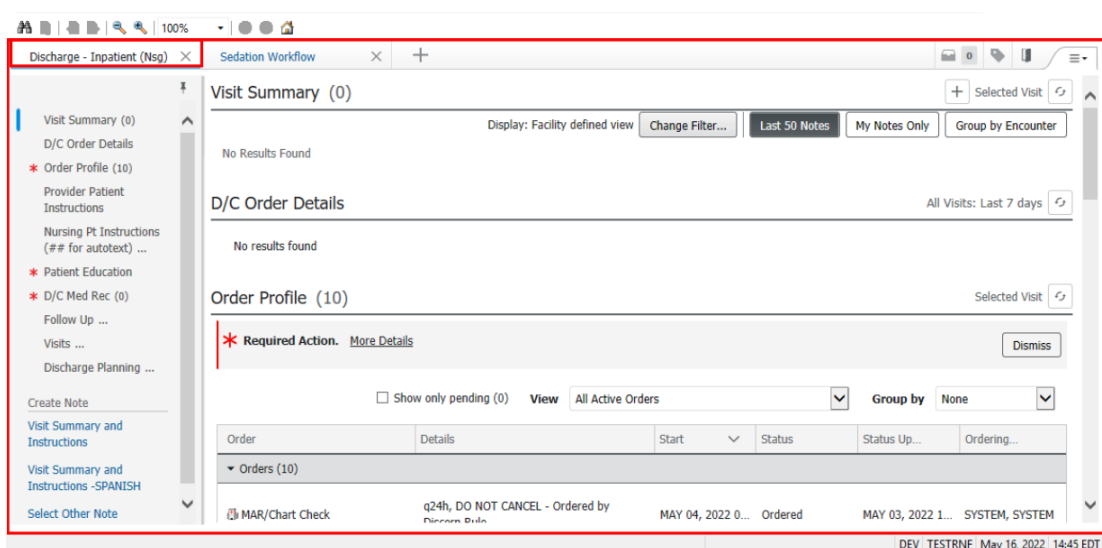 100%
Discharge - Inpatient (Nsg)
Sedation Workflow
0
Visit Summary (0)
D/C Order Details
Order Profile (10)
Provider Patient
Instructions
Nursing Pt Instructions
(## for autotext) ...
Patient Education
D/C Med Rec (0)
Follow Up ...
Visits ...
Discharge Planning ...
Create Note
Visit Summary and
Instructions
Visit Summary and
Instructions -SPANISH
Select Other Note
Visit Summary (0)
Selected Visit
Display: Facility defined view
Change Filter...
Last 50 Notes
My Notes Only
Group by Encounter
No Results Found
D/C Order Details
All Visits: Last 7 days
No results found
Order Profile (10)
Selected Visit
Required Action. More Details
Dismiss
Show only pending (0)
View All Active Orders
Group by None
Order Details Start Status Status Up... Ordering...
Orders (10)
MAR/Chart Check
q24h, DO NOT CANCEL - Ordered by
Discern Rule
MAY 04, 2022 0... Ordered MAY 03, 2022 1... SYSTEM, SYSTEM
DEV TESTRNF May 16, 2022 14:45 EDT